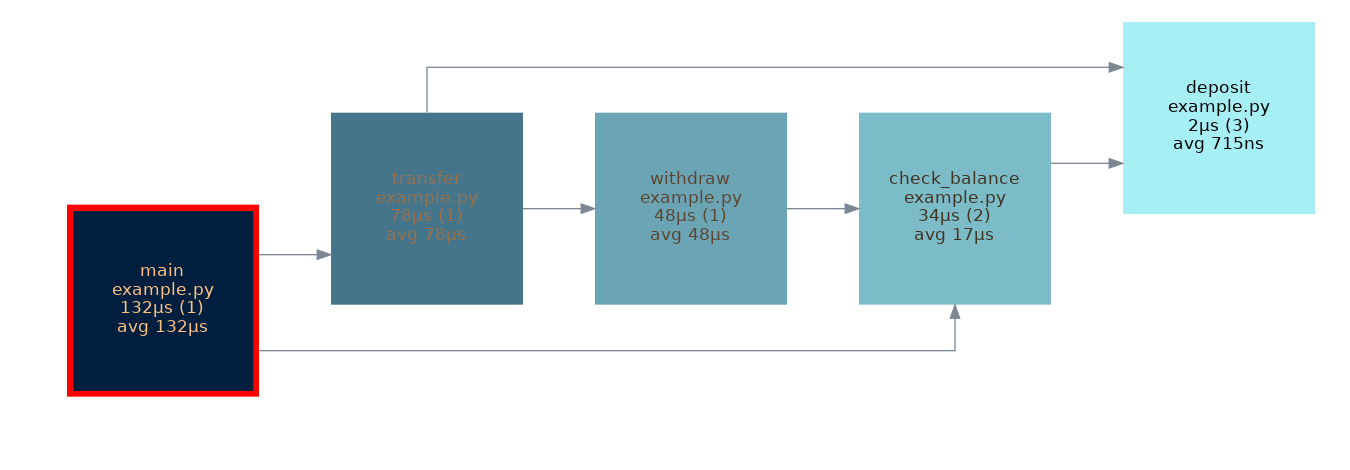 main
example.py
132µs (1)
avg 132µs
transfer
example.py
78µs (1)
avg 78µs
withdraw
example.py
48µs (1)
avg 48µs
check_balance
example.py
34µs (2)
avg 17µs
deposit
example.py
2µs (3)
avg 715ns